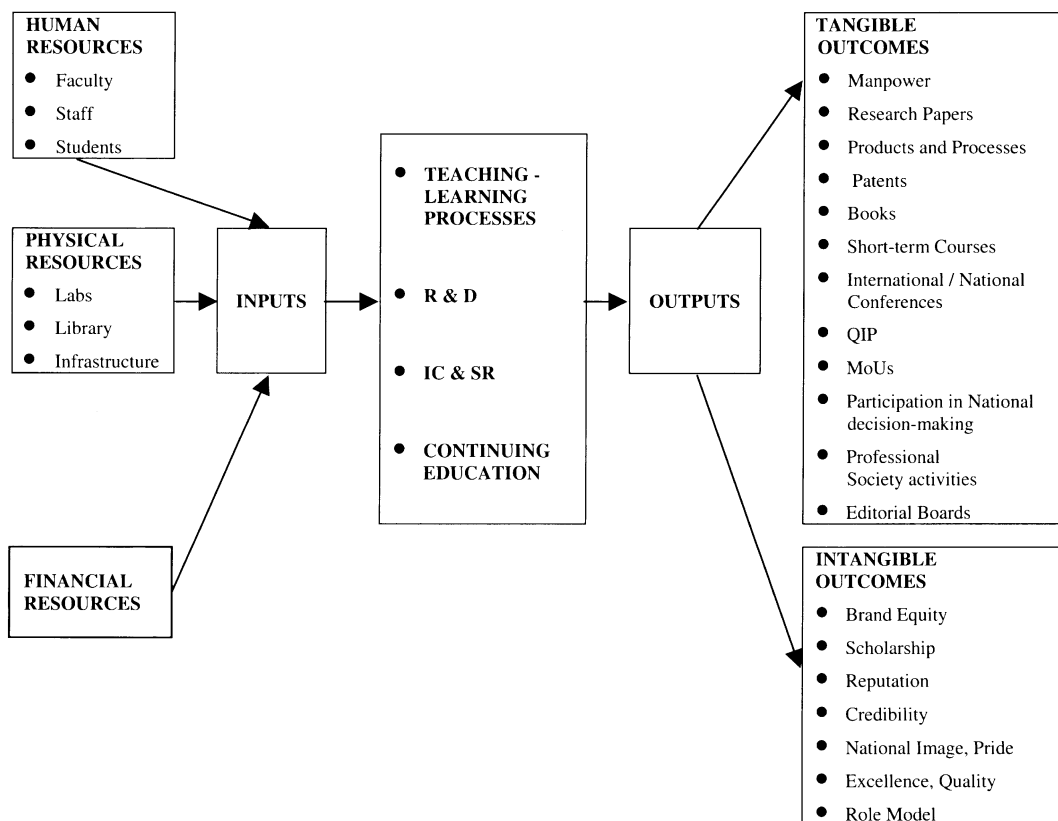 HUMAN
RESOURCES
● Faculty
● Staff
● Students
PHYSICAL
RESOURCES
● Labs
● Library
● Infrastructure
FINANCIAL
RESOURCES
INPUTS
● TEACHING -
LEARNING
PROCESSES
● R & D
● IC & SR
● CONTINUING
EDUCATION
OUTPUTS
TANGIBLE
OUTCOMES
● Manpower
● Research Papers
● Products and Processes
● Patents
● Books
● Short-term Courses
● International / National
Conferences
● QIP
● MoUs
● Participation in National
decision-making
● Professional
Society activities
● Editorial Boards
INTANGIBLE
OUTCOMES
● Brand Equity
● Scholarship
● Reputation
● Credibility
● National Image, Pride
● Excellence, Quality
● Role Model